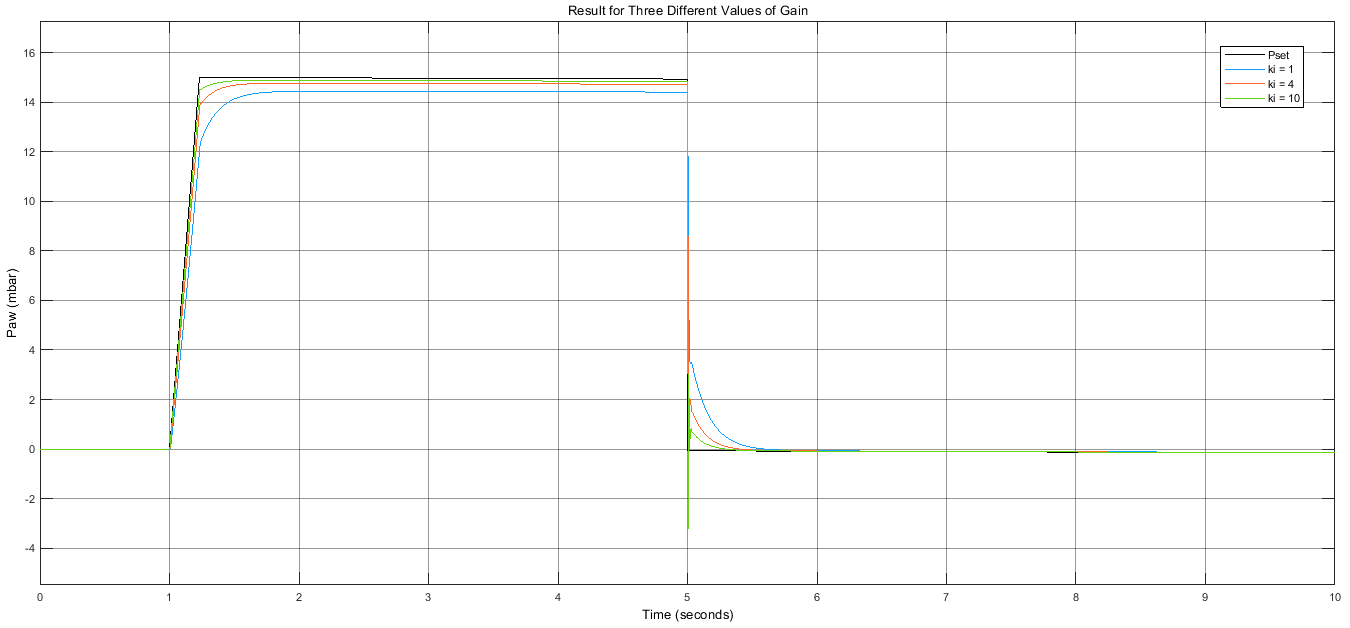 Result for Three Different Values of Gain
Pset
ki = 1
ki = 4
ki = 10
16
14
12
10
8
6
4
2
0
-2
-4
Paw (mbar)
0 1 2 3 4 5 6 7 8 9 10
Time (seconds)